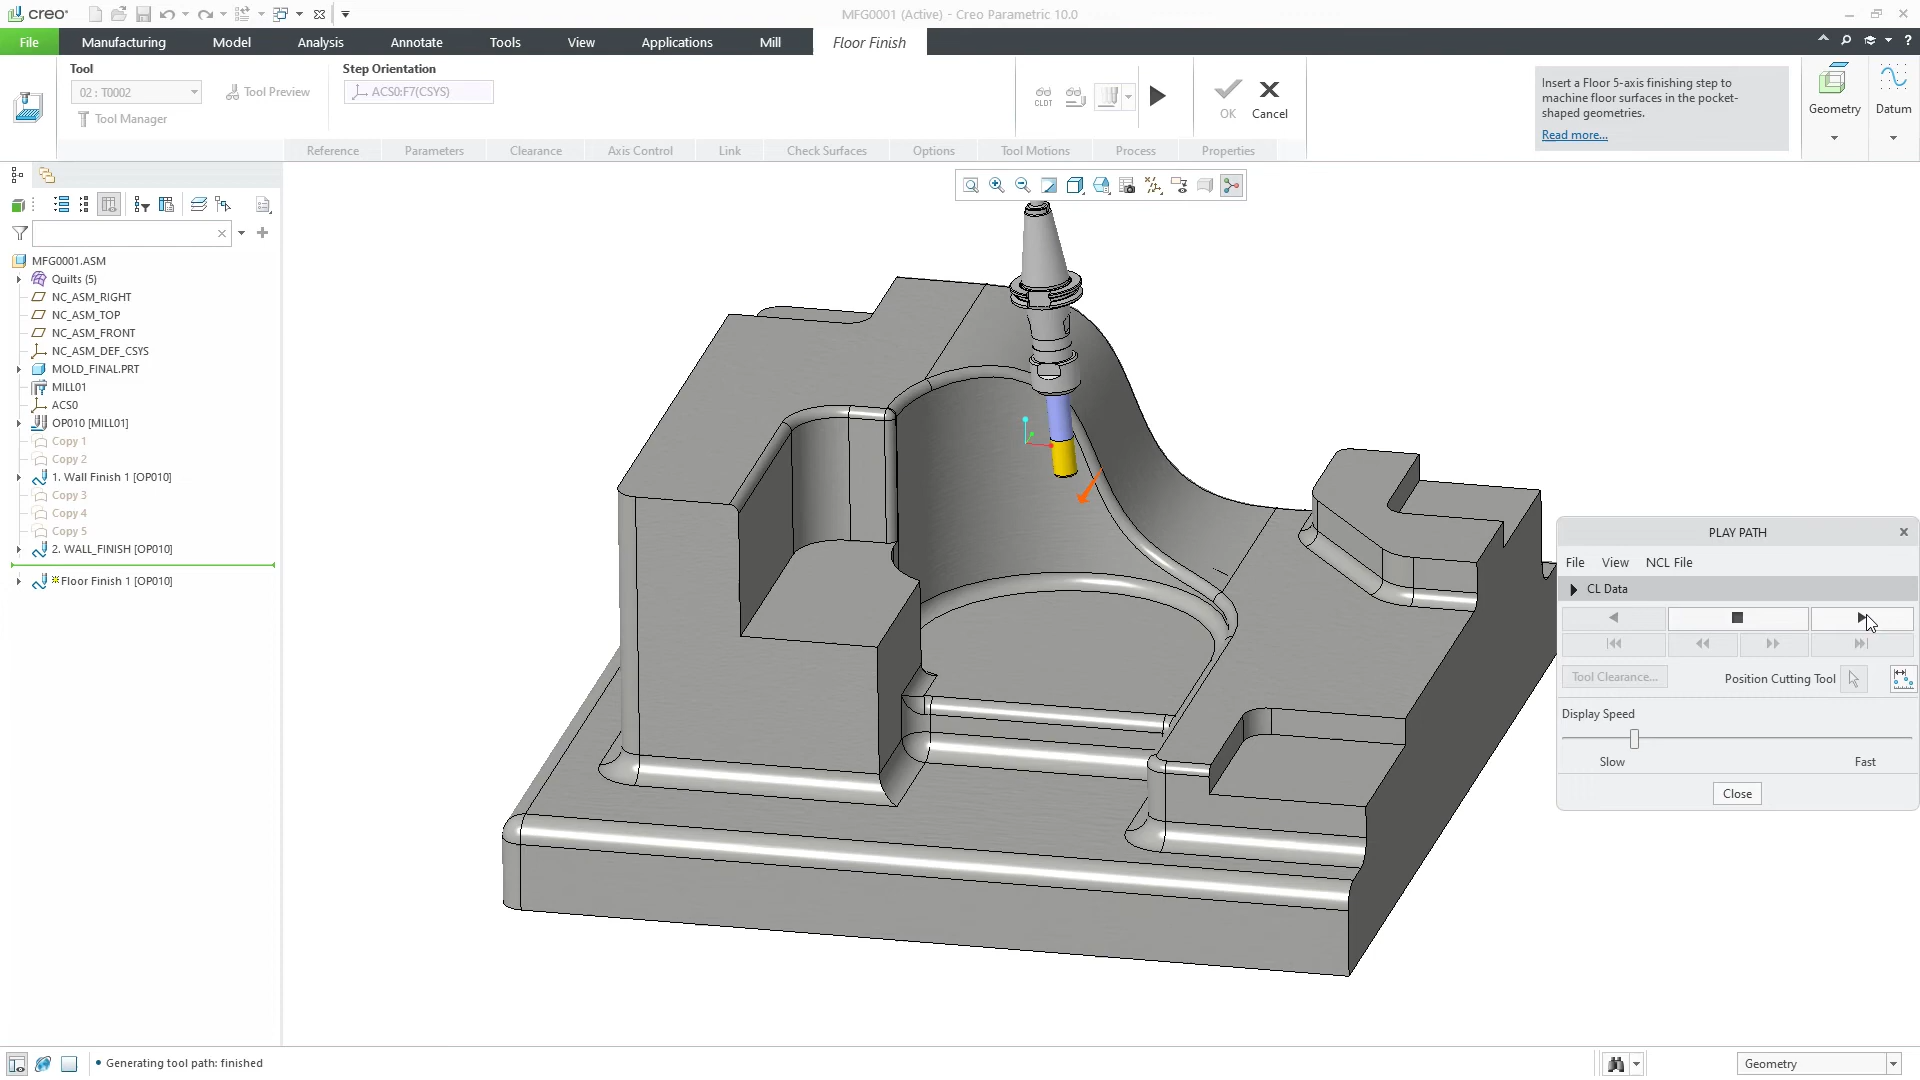 creo
MFG0001 (Active) - Creo Parametric 10.0
File
Manufacturing
Model
Analysis
Annotate
Tools
View
Applications
Mill
Floor Finish
Tool
Step Orientation
02 : T0002
Tool Preview
ACS0:F7(CSYS)
Tool Manager
CLDT
OK
Cancel
Insert a Floor 5-axis finishing step to
machine floor surfaces in the pocket-
shaped geometries.
Read more...
Geometry
Datum
Reference
Parameters
Clearance
Axis Control
Link
Check Surfaces
Options
Tool Motions
Process
Properties
MFG0001.ASM
Quilts (5)
NC_ASM_RIGHT
NC_ASM_TOP
NC_ASM_FRONT
NC_ASM_DEF_CSYS
MOLD_FINAL.PRT
MILL01
ACS0
OP010 [MILL01]
Copy 1
Copy 2
1. Wall Finish 1 [OP010]
Copy 3
Copy 4
Copy 5
2. WALL_FINISH [OP010]
Floor Finish 1 [OP010]
PLAY PATH
File
View
NCL File
CL Data
Tool Clearance...
Position Cutting Tool
Display Speed
Slow
Fast
Close
Generating tool path: finished
Geometry